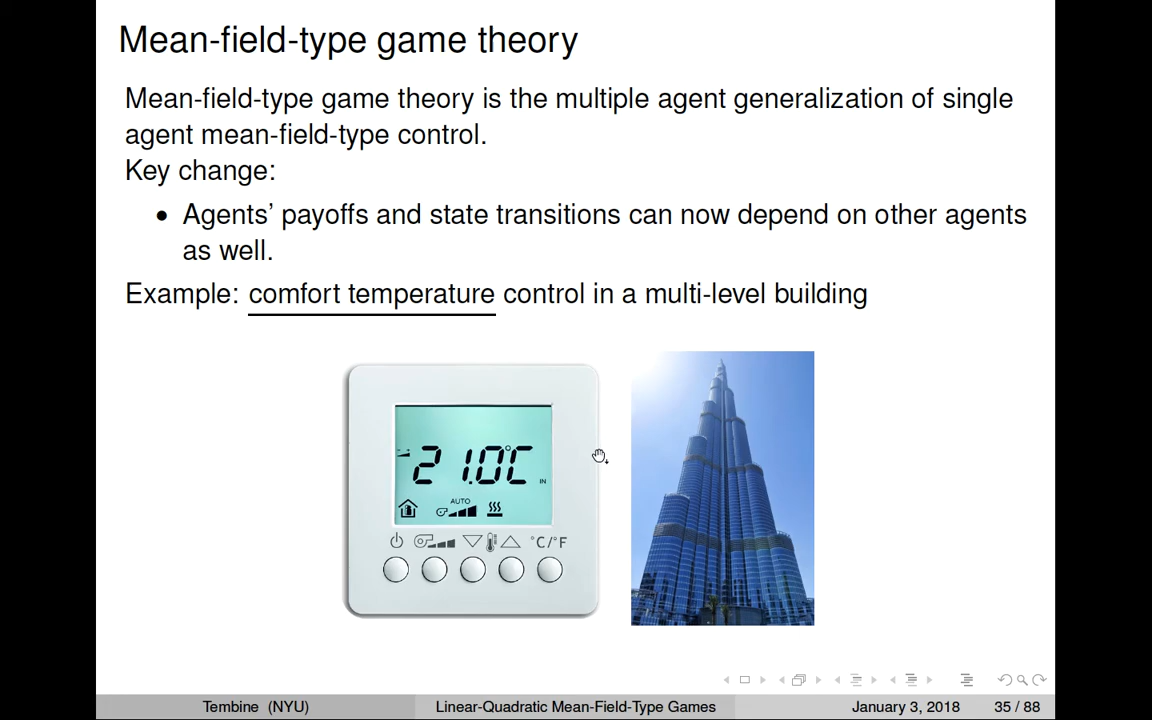 Mean-field-type game theory
Mean-field-type game theory is the multiple agent generalization of single
agent mean-field-type control.
Key change:
• Agents’ payoffs and state transitions can now depend on other agents
as well.
Example: comfort temperature control in a multi-level building
21.0°C
IN
AUTO
°C/°F
Tembine (NYU) Linear-Quadratic Mean-Field-Type Games January 3, 2018 35 / 88